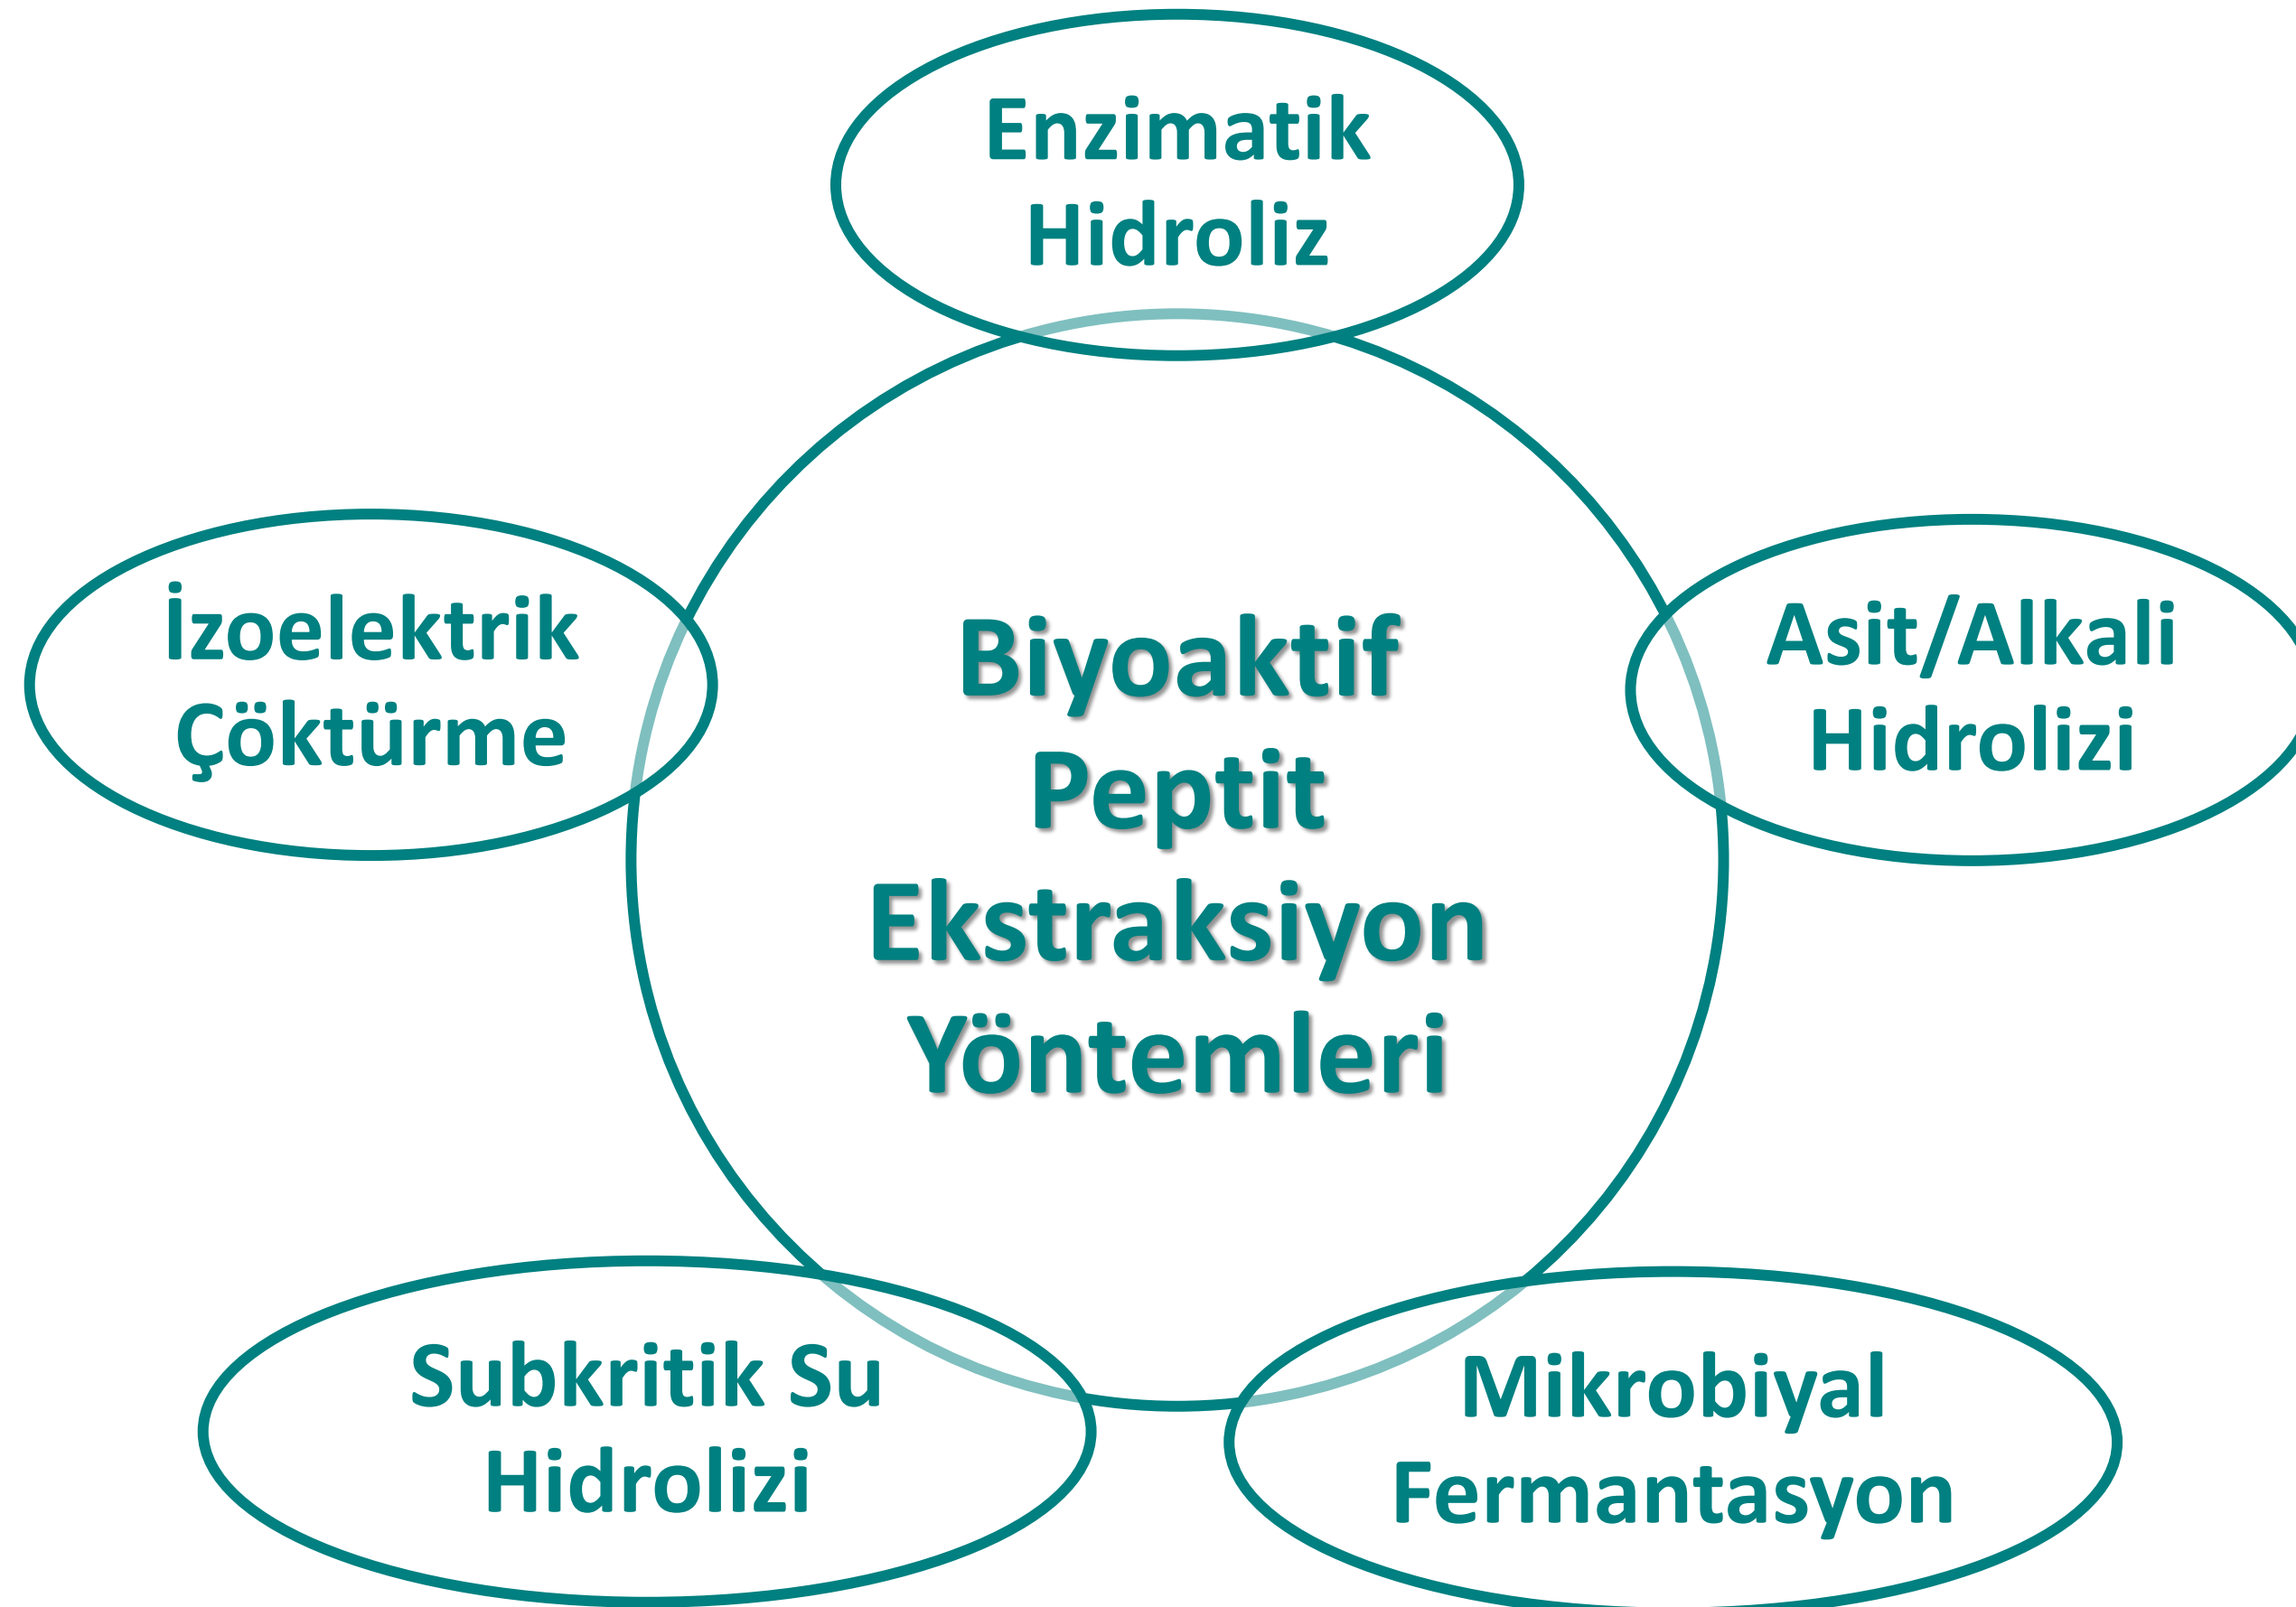 Enzimatik
Hidroliz
İzoelektrik
Çöktürme
Biyoaktif
Peptit
Ekstraksiyon
Yöntemleri
Asit/Alkali
Hidrolizi
Subkritik Su
Hidrolizi
Mikrobiyal
Fermantasyon